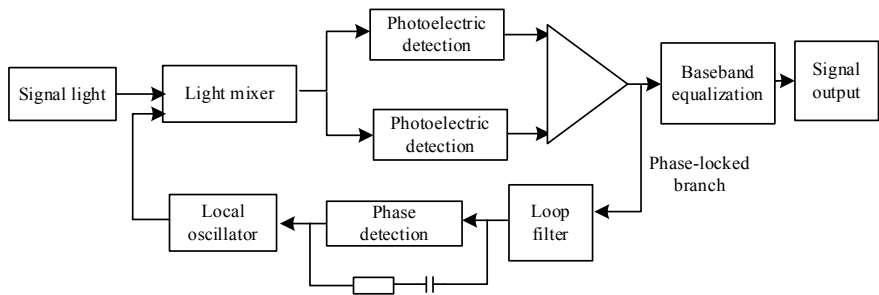 Signal light
Light mixer
Photoelectric
detection
Photoelectric
detection
Baseband
equalization
Signal
output
Phase-locked
branch
Local
oscillator
Phase
detection
Loop
filter